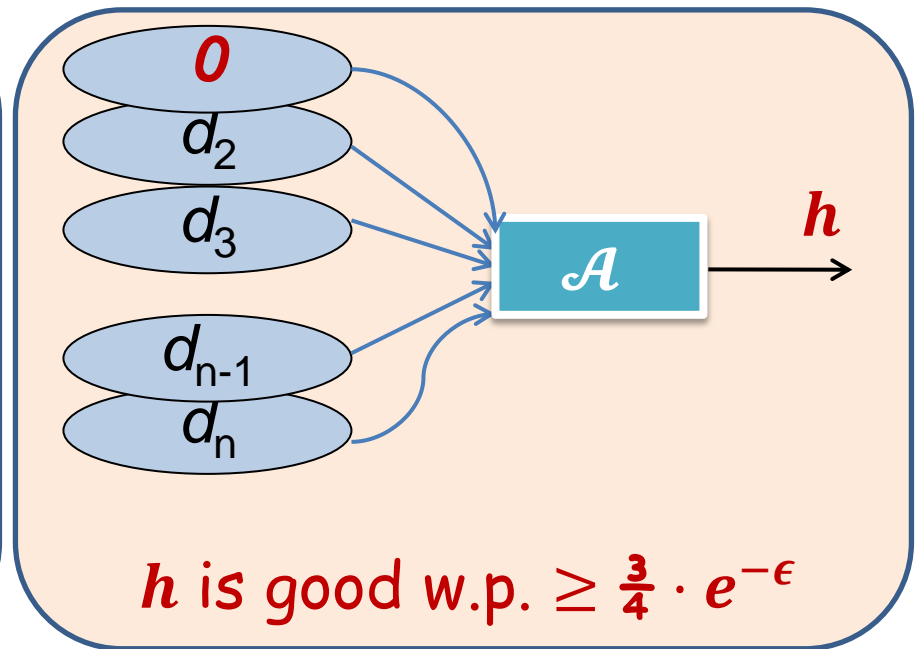 0
d₂
d₃
dₙ₋₁
dₙ
𝒜
h
h is good w.p. ≥ ¾ · e^{−ϵ}